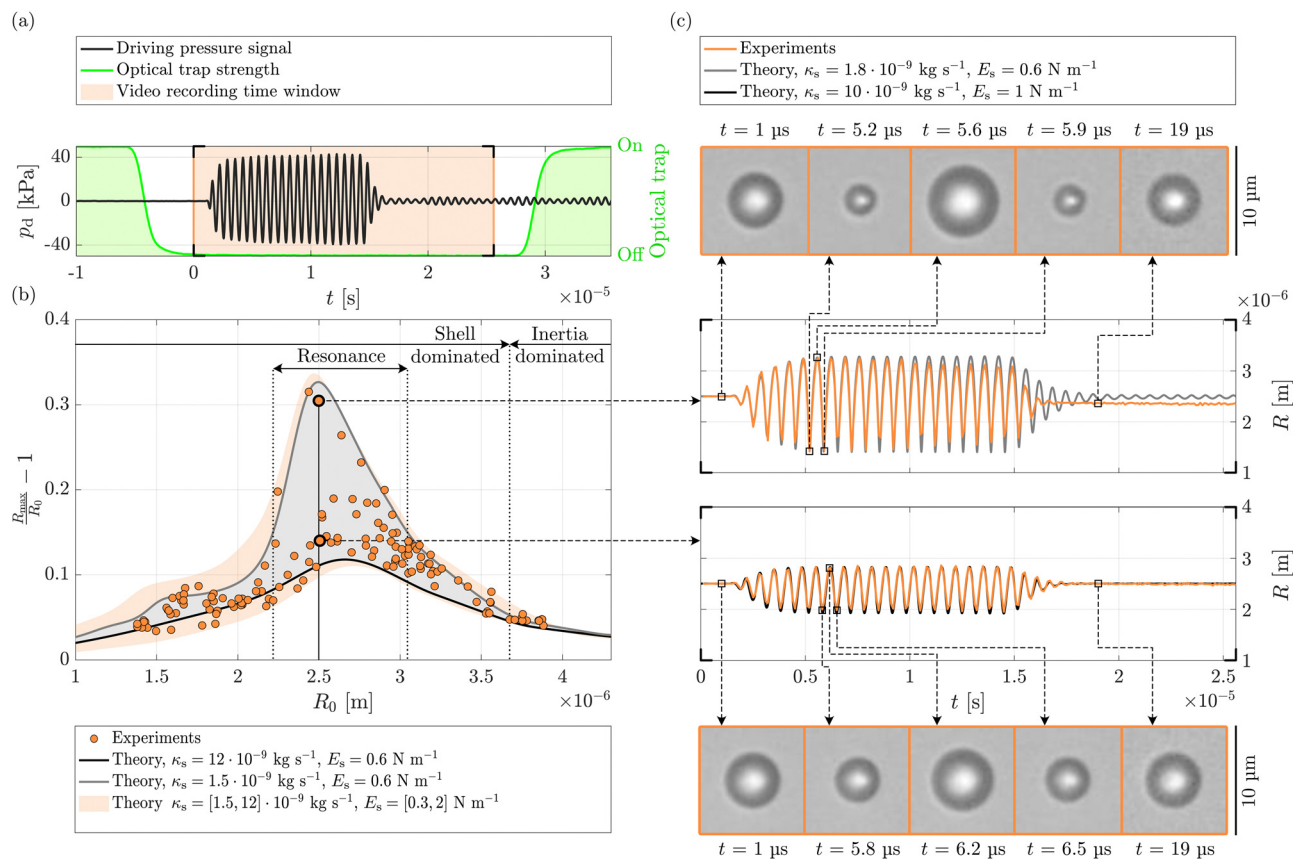 (a)
Driving pressure signal
Optical trap strength
Video recording time window
40
0
-40
p_d [kPa]
On
Off
Optical trap
-1 0 1 2 3
t [s]
×10⁻⁵
(b)
0.4
0.3
0.2
0.1
0
R_max/R_0 − 1
Shell dominated
Inertia dominated
Resonance
1 1.5 2 2.5 3 3.5 4
R₀ [m]
×10⁻⁶
Experiments
Theory, κ_s = 12 · 10⁻⁹ kg s⁻¹, E_s = 0.6 N m⁻¹
Theory, κ_s = 1.5 · 10⁻⁹ kg s⁻¹, E_s = 0.6 N m⁻¹
Theory κ_s = [1.5, 12] · 10⁻⁹ kg s⁻¹, E_s = [0.3, 2] N m⁻¹
(c)
Experiments
Theory, κ_s = 1.8 · 10⁻⁹ kg s⁻¹, E_s = 0.6 N m⁻¹
Theory, κ_s = 10 · 10⁻⁹ kg s⁻¹, E_s = 1 N m⁻¹
t = 1 µs t = 5.2 µs t = 5.6 µs t = 5.9 µs t = 19 µs
10 µm
×10⁻⁶
4
3
2
1
R [m]
4
3
2
1
R [m]
0 0.5 1 1.5 2 2.5
t [s]
×10⁻⁵
10 µm
t = 1 µs t = 5.8 µs t = 6.2 µs t = 6.5 µs t = 19 µs